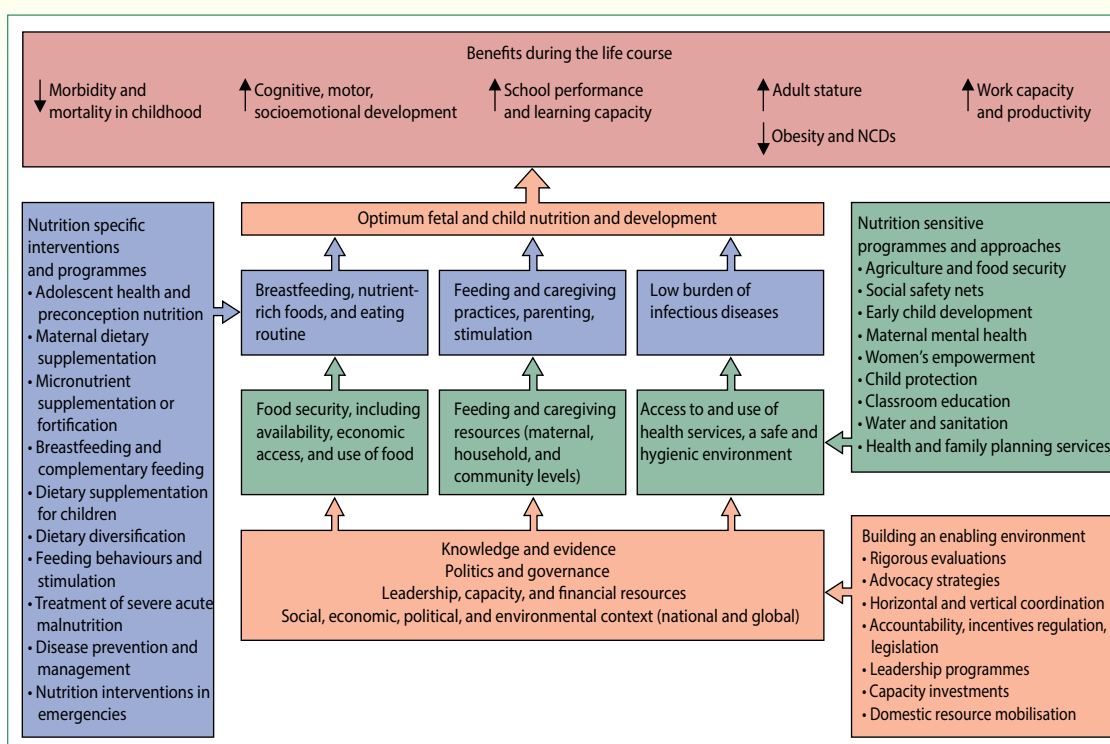 Benefits during the life course
Morbidity and
mortality in childhood
Cognitive, motor,
socioemotional development
School performance
and learning capacity
Adult stature
Obesity and NCDs
Work capacity
and productivity
Nutrition specific
interventions
and programmes
• Adolescent health and
preconception nutrition
• Maternal dietary
supplementation
• Micronutrient
supplementation or
fortification
• Breastfeeding and
complementary feeding
• Dietary supplementation
for children
• Dietary diversification
• Feeding behaviours and
stimulation
• Treatment of severe acute
malnutrition
• Disease prevention and
management
• Nutrition interventions in
emergencies
Optimum fetal and child nutrition and development
Breastfeeding, nutrient-
rich foods, and eating
routine
Feeding and caregiving
practices, parenting,
stimulation
Low burden of
infectious diseases
Food security, including
availability, economic
access, and use of food
Feeding and caregiving
resources (maternal,
household, and
community levels)
Access to and use of
health services, a safe and
hygienic environment
Knowledge and evidence
Politics and governance
Leadership, capacity, and financial resources
Social, economic, political, and environmental context (national and global)
Nutrition sensitive
programmes and approaches
• Agriculture and food security
• Social safety nets
• Early child development
• Maternal mental health
• Women's empowerment
• Child protection
• Classroom education
• Water and sanitation
• Health and family planning services
Building an enabling environment
• Rigorous evaluations
• Advocacy strategies
• Horizontal and vertical coordination
• Accountability, incentives regulation,
legislation
• Leadership programmes
• Capacity investments
• Domestic resource mobilisation